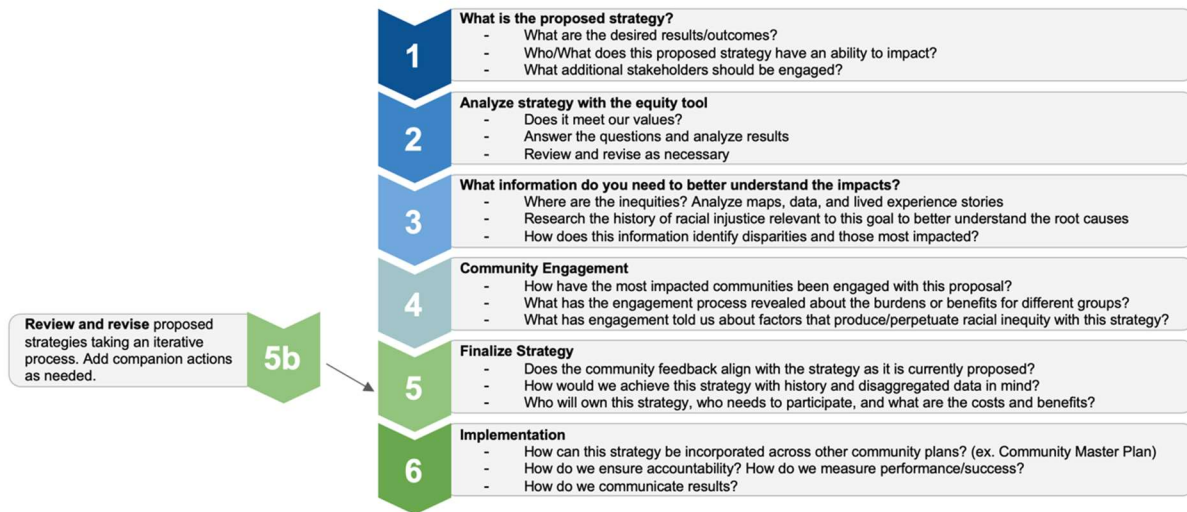 1
What is the proposed strategy?
- What are the desired results/outcomes?
- Who/What does this proposed strategy have an ability to impact?
- What additional stakeholders should be engaged?
2
Analyze strategy with the equity tool
- Does it meet our values?
- Answer the questions and analyze results
- Review and revise as necessary
3
What information do you need to better understand the impacts?
- Where are the inequities? Analyze maps, data, and lived experience stories
- Research the history of racial injustice relevant to this goal to better understand the root causes
- How does this information identify disparities and those most impacted?
4
Community Engagement
- How have the most impacted communities been engaged with this proposal?
- What has the engagement process revealed about the burdens or benefits for different groups?
- What has engagement told us about factors that produce/perpetuate racial inequity with this strategy?
Review and revise proposed
strategies taking an iterative
process. Add companion actions
as needed.
5b
5
Finalize Strategy
- Does the community feedback align with the strategy as it is currently proposed?
- How would we achieve this strategy with history and disaggregated data in mind?
- Who will own this strategy, who needs to participate, and what are the costs and benefits?
6
Implementation
- How can this strategy be incorporated across other community plans? (ex. Community Master Plan)
- How do we ensure accountability? How do we measure performance/success?
- How do we communicate results?